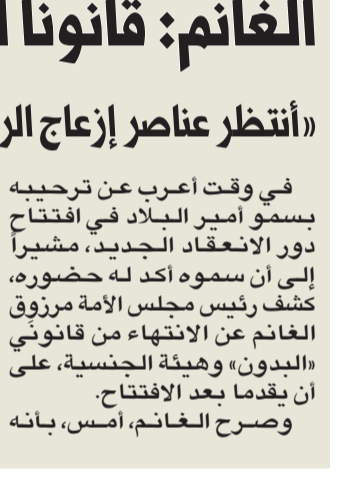 الغانم: قانونا
«أنتظر عناصر إزعاج الر
في وقت أعرب عن ترحيبه
بسمو أمير البلاد في افتتاح
دور الانعقاد الجديد، مشيراً
إلى أن سموه أكد له حضوره،
كشف رئيس مجلس الأمة مرزوق
الغانم عن الانتهاء من قانونَي
«البدون» وهيئة الجنسية، على
أن يقدما بعد الافتتاح.
وصرح الغانم، أمس، بأنه